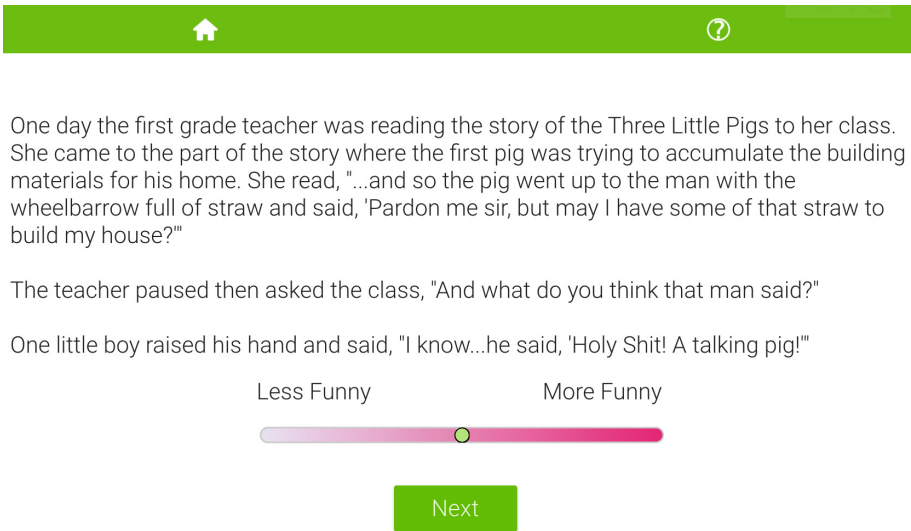 One day the first grade teacher was reading the story of the Three Little Pigs to her class.
She came to the part of the story where the first pig was trying to accumulate the building
materials for his home. She read, "...and so the pig went up to the man with the
wheelbarrow full of straw and said, 'Pardon me sir, but may I have some of that straw to
build my house?'"
The teacher paused then asked the class, "And what do you think that man said?"
One little boy raised his hand and said, "I know...he said, 'Holy Shit! A talking pig!'"
Less Funny More Funny
Next